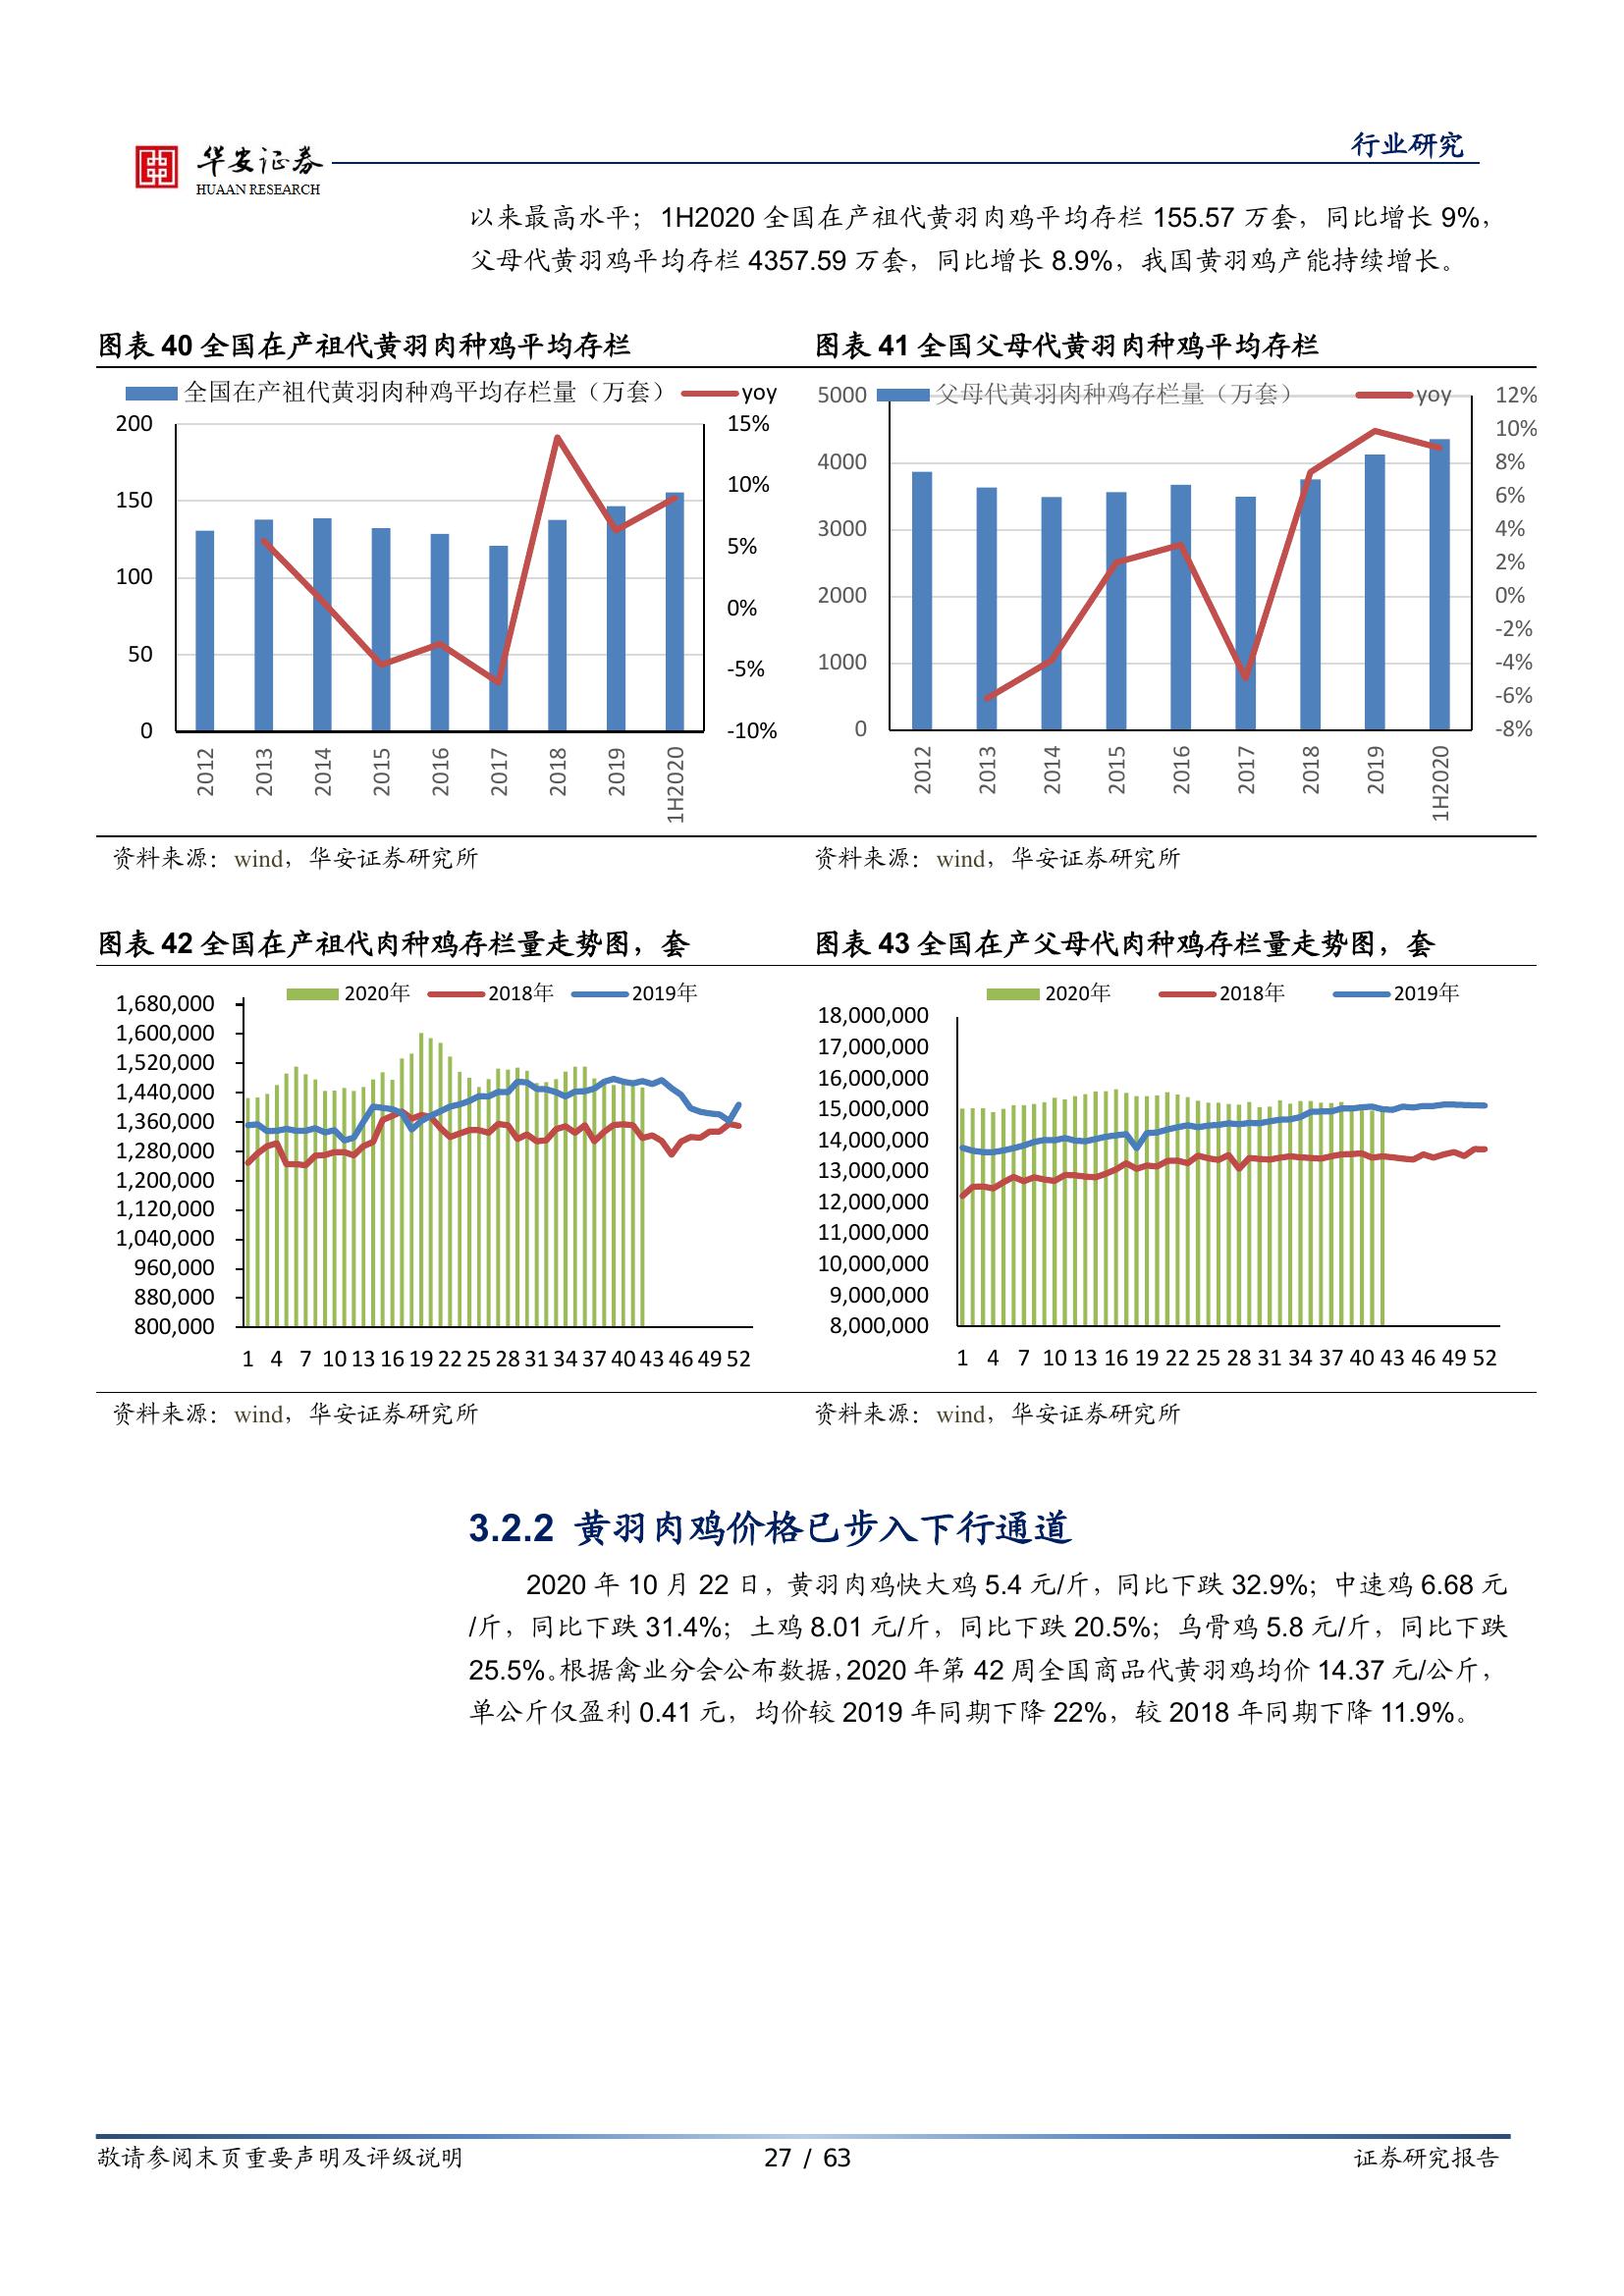 华安证券
HUAAN RESEARCH
行业研究
以来最高水平；1H2020 全国在产祖代黄羽肉鸡平均存栏 155.57 万套，同比增长 9%，
父母代黄羽鸡平均存栏 4357.59 万套，同比增长 8.9%，我国黄羽鸡产能持续增长。
图表 40 全国在产祖代黄羽肉种鸡平均存栏
全国在产祖代黄羽肉种鸡平均存栏量（万套） yoy
200
150
100
50
0
15%
10%
5%
0%
-5%
-10%
2012 2013 2014 2015 2016 2017 2018 2019 1H2020
资料来源：wind，华安证券研究所
图表 41 全国父母代黄羽肉种鸡平均存栏
父母代黄羽肉种鸡存栏量（万套） yoy
5000
4000
3000
2000
1000
0
12%
10%
8%
6%
4%
2%
0%
-2%
-4%
-6%
-8%
2012 2013 2014 2015 2016 2017 2018 2019 1H2020
资料来源：wind，华安证券研究所
图表 42 全国在产祖代肉种鸡存栏量走势图，套
2020年 2018年 2019年
1,680,000
1,600,000
1,520,000
1,440,000
1,360,000
1,280,000
1,200,000
1,120,000
1,040,000
960,000
880,000
800,000
1 4 7 10 13 16 19 22 25 28 31 34 37 40 43 46 49 52
资料来源：wind，华安证券研究所
图表 43 全国在产父母代肉种鸡存栏量走势图，套
2020年 2018年 2019年
18,000,000
17,000,000
16,000,000
15,000,000
14,000,000
13,000,000
12,000,000
11,000,000
10,000,000
9,000,000
8,000,000
1 4 7 10 13 16 19 22 25 28 31 34 37 40 43 46 49 52
资料来源：wind，华安证券研究所
3.2.2 黄羽肉鸡价格已步入下行通道
2020 年 10 月 22 日，黄羽肉鸡快大鸡 5.4 元/斤，同比下跌 32.9%；中速鸡 6.68 元
/斤，同比下跌 31.4%；土鸡 8.01 元/斤，同比下跌 20.5%；乌骨鸡 5.8 元/斤，同比下跌
25.5%。根据禽业分会公布数据，2020 年第 42 周全国商品代黄羽鸡均价 14.37 元/公斤，
单公斤仅盈利 0.41 元，均价较 2019 年同期下降 22%，较 2018 年同期下降 11.9%。
敬请参阅末页重要声明及评级说明
27 / 63
证券研究报告